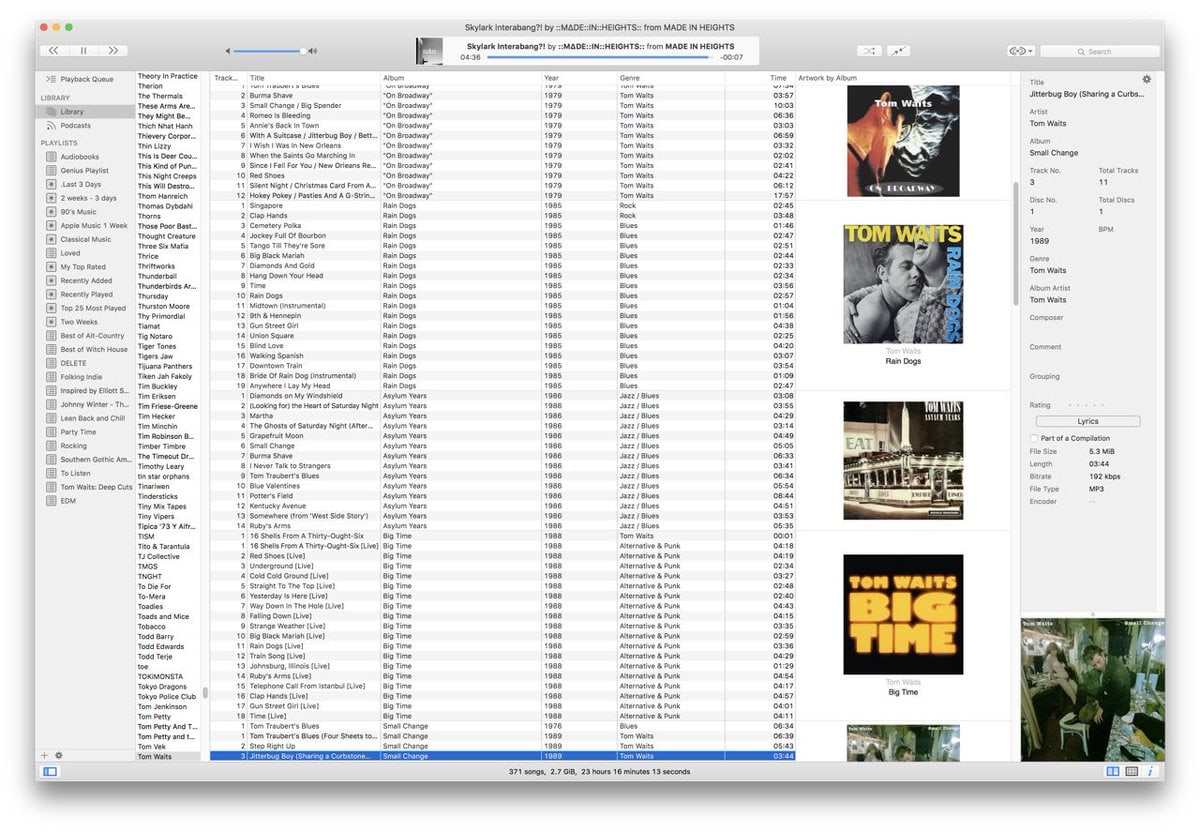 Skylark Interabang?! by ::MΔDE::IN::HEIGHTS:: from MADE IN HEIGHTS
Skylark Interabang?! by ::MΔDE::IN::HEIGHTS:: from MADE IN HEIGHTS
04:36 -00:07
Search
Playback Queue
LIBRARY
Library
Podcasts
PLAYLISTS
Audiobooks
Genius Playlist
.Last 3 Days
2 weeks - 3 days
90's Music
Apple Music 1 Week
Classical Music
Loved
My Top Rated
Recently Added
Recently Played
Top 25 Most Played
Two Weeks
Best of Alt-Country
Best of Witch House
DELETE
Folking Indie
Inspired by Elliott S...
Johnny Winter - Th...
Lean Back and Chill
Party Time
Rocking
Southern Gothic Am...
To Listen
Tom Waits: Deep Cuts
EDM
Theory In Practice
Therion
The Thermals
These Arms Are...
They Might Be...
Thich Nhat Hanh
Thievery Corpor...
Thin Lizzy
This Is Deer Cou...
This Kind of Pun...
This Night Creeps
This Will Destro...
Thom Hanreich
Thomas Dybdahl
Thorns
Those Poor Bast...
Thought Creature
Three Six Mafia
Thrice
Thriftworks
Thunderball
Thunderbirds Ar...
Thursday
Thurston Moore
Thy Primordial
Tiamat
Tig Notaro
Tiger Tones
Tigers Jaw
Tijuana Panthers
Tiken Jah Fakoly
Tim Buckley
Tim Eriksen
Tim Friese-Greene
Tim Hecker
Tim Minchin
Tim Robinson B...
Timber Timbre
The Timeout Dr...
Timothy Leary
tin star orphans
Tinariwen
Tindersticks
Tiny Mix Tapes
Tiny Vipers
Tipica '73 Y Alfr...
TISM
Tito & Tarantula
TJ Collective
TMGS
TNGHT
To Die For
To-Mera
Toadies
Toads and Mice
Tobacco
Todd Barry
Todd Edwards
Todd Terje
toe
TOKiMONSTA
Tokyo Dragons
Tokyo Police Club
Tom Jenkinson
Tom Petty
Tom Petty And T...
Tom Petty and t...
Tom Vek
Tom Waits
Track... Title Album Year Genre Time Artwork by Album
1 Tom Traubert's Blues "On Broadway" 1979 Tom Waits 07:54
2 Burma Shave "On Broadway" 1979 Tom Waits 03:57
3 Small Change / Big Spender "On Broadway" 1979 Tom Waits 10:03
4 Romeo Is Bleeding "On Broadway" 1979 Tom Waits 06:36
5 Annie's Back In Town "On Broadway" 1979 Tom Waits 03:03
6 With A Suitcase / Jitterbug Boy / Bett... "On Broadway" 1979 Tom Waits 06:59
7 I Wish I Was In New Orleans "On Broadway" 1979 Tom Waits 03:32
8 When the Saints Go Marching In "On Broadway" 1979 Tom Waits 02:02
9 Since I Fell For You / New Orleans Re... "On Broadway" 1979 Tom Waits 02:41
10 Red Shoes "On Broadway" 1979 Tom Waits 04:22
11 Silent Night / Christmas Card From A... "On Broadway" 1979 Tom Waits 06:12
12 Hokey Pokey / Pasties And A G-Strin... "On Broadway" 1979 Tom Waits 17:57
1 Singapore Rain Dogs 1985 Rock 02:45
2 Clap Hands Rain Dogs 1985 Rock 03:48
3 Cemetery Polka Rain Dogs 1985 Blues 01:46
4 Jockey Full Of Bourbon Rain Dogs 1985 Blues 02:47
5 Tango Till They're Sore Rain Dogs 1985 Blues 02:51
6 Big Black Mariah Rain Dogs 1985 Blues 02:44
7 Diamonds And Gold Rain Dogs 1985 Blues 02:33
8 Hang Down Your Head Rain Dogs 1985 Blues 02:34
9 Time Rain Dogs 1985 Blues 03:56
10 Rain Dogs Rain Dogs 1985 Blues 02:57
11 Midtown (Instrumental) Rain Dogs 1985 Blues 01:04
12 9th & Hennepin Rain Dogs 1985 Blues 01:56
13 Gun Street Girl Rain Dogs 1985 Blues 04:38
14 Union Square Rain Dogs 1985 Blues 02:25
15 Blind Love Rain Dogs 1985 Blues 04:20
16 Walking Spanish Rain Dogs 1985 Blues 03:07
17 Downtown Train Rain Dogs 1985 Blues 03:54
18 Bride Of Rain Dog (Instrumental) Rain Dogs 1985 Blues 01:09
19 Anywhere I Lay My Head Rain Dogs 1985 Blues 02:47
1 Diamonds on My Windshield Asylum Years 1986 Jazz / Blues 03:08
2 (Looking for) the Heart of Saturday Night Asylum Years 1986 Jazz / Blues 03:55
3 Martha Asylum Years 1986 Jazz / Blues 04:29
4 The Ghosts of Saturday Night (After... Asylum Years 1986 Jazz / Blues 03:14
5 Grapefruit Moon Asylum Years 1986 Jazz / Blues 04:49
6 Small Change Asylum Years 1986 Jazz / Blues 05:05
7 Burma Shave Asylum Years 1986 Jazz / Blues 06:33
8 I Never Talk to Strangers Asylum Years 1986 Jazz / Blues 03:41
9 Tom Traubert's Blues Asylum Years 1986 Jazz / Blues 06:34
10 Blue Valentines Asylum Years 1986 Jazz / Blues 05:54
11 Potter's Field Asylum Years 1986 Jazz / Blues 08:44
12 Kentucky Avenue Asylum Years 1986 Jazz / Blues 04:51
13 Somewhere (from 'West Side Story') Asylum Years 1986 Jazz / Blues 03:53
14 Ruby's Arms Asylum Years 1986 Jazz / Blues 05:35
1 16 Shells From A Thirty-Ought-Six Big Time 1988 Tom Waits 00:01
1 16 Shells From A Thirty-Ought-Six [Live] Big Time 1988 Alternative & Punk 04:18
2 Red Shoes [Live] Big Time 1988 Alternative & Punk 04:19
3 Underground [Live] Big Time 1988 Alternative & Punk 02:34
4 Cold Cold Ground [Live] Big Time 1988 Alternative & Punk 03:27
5 Straight To The Top [Live] Big Time 1988 Alternative & Punk 02:48
6 Yesterday Is Here [Live] Big Time 1988 Alternative & Punk 02:40
7 Way Down In The Hole [Live] Big Time 1988 Alternative & Punk 04:43
8 Falling Down [Live] Big Time 1988 Alternative & Punk 04:15
9 Strange Weather [Live] Big Time 1988 Alternative & Punk 03:35
10 Big Black Mariah [Live] Big Time 1988 Alternative & Punk 02:59
11 Rain Dogs [Live] Big Time 1988 Alternative & Punk 03:36
12 Train Song [Live] Big Time 1988 Alternative & Punk 04:29
13 Johnsburg, Illinois [Live] Big Time 1988 Alternative & Punk 01:29
14 Ruby's Arms [Live] Big Time 1988 Alternative & Punk 04:54
15 Telephone Call From Istanbul [Live] Big Time 1988 Alternative & Punk 04:17
16 Clap Hands [Live] Big Time 1988 Alternative & Punk 04:57
17 Gun Street Girl [Live] Big Time 1988 Alternative & Punk 04:01
18 Time [Live] Big Time 1988 Alternative & Punk 04:11
1 Tom Traubert's Blues Small Change 1976 Blues 06:34
1 Tom Traubert's Blues (Four Sheets to... Small Change 1989 Tom Waits 06:39
2 Step Right Up Small Change 1989 Tom Waits 05:43
3 Jitterbug Boy (Sharing a Curbstone... Small Change 1989 Tom Waits 03:44
Tom Waits
ON BROADWAY
TOM WAITS
RAIN DOGS
Tom Waits
Rain Dogs
TOM WAITS
ASYLUM YEARS
EAT
TOM WAITS
BIG
TIME
Tom Waits
Big Time
Tom Waits Small Change
Title
Jitterbug Boy (Sharing a Curbs...
Artist
Tom Waits
Album
Small Change
Track No. Total Tracks
3 11
Disc No. Total Discs
1 1
Year BPM
1989
Genre
Tom Waits
Album Artist
Tom Waits
Composer
Comment
Grouping
Rating
Lyrics
Part of a Compilation
File Size 5.3 MiB
Length 03:44
Bitrate 192 kbps
File Type MP3
Encoder --
Tom Waits Small Change
371 songs, 2.7 GiB, 23 hours 16 minutes 13 seconds